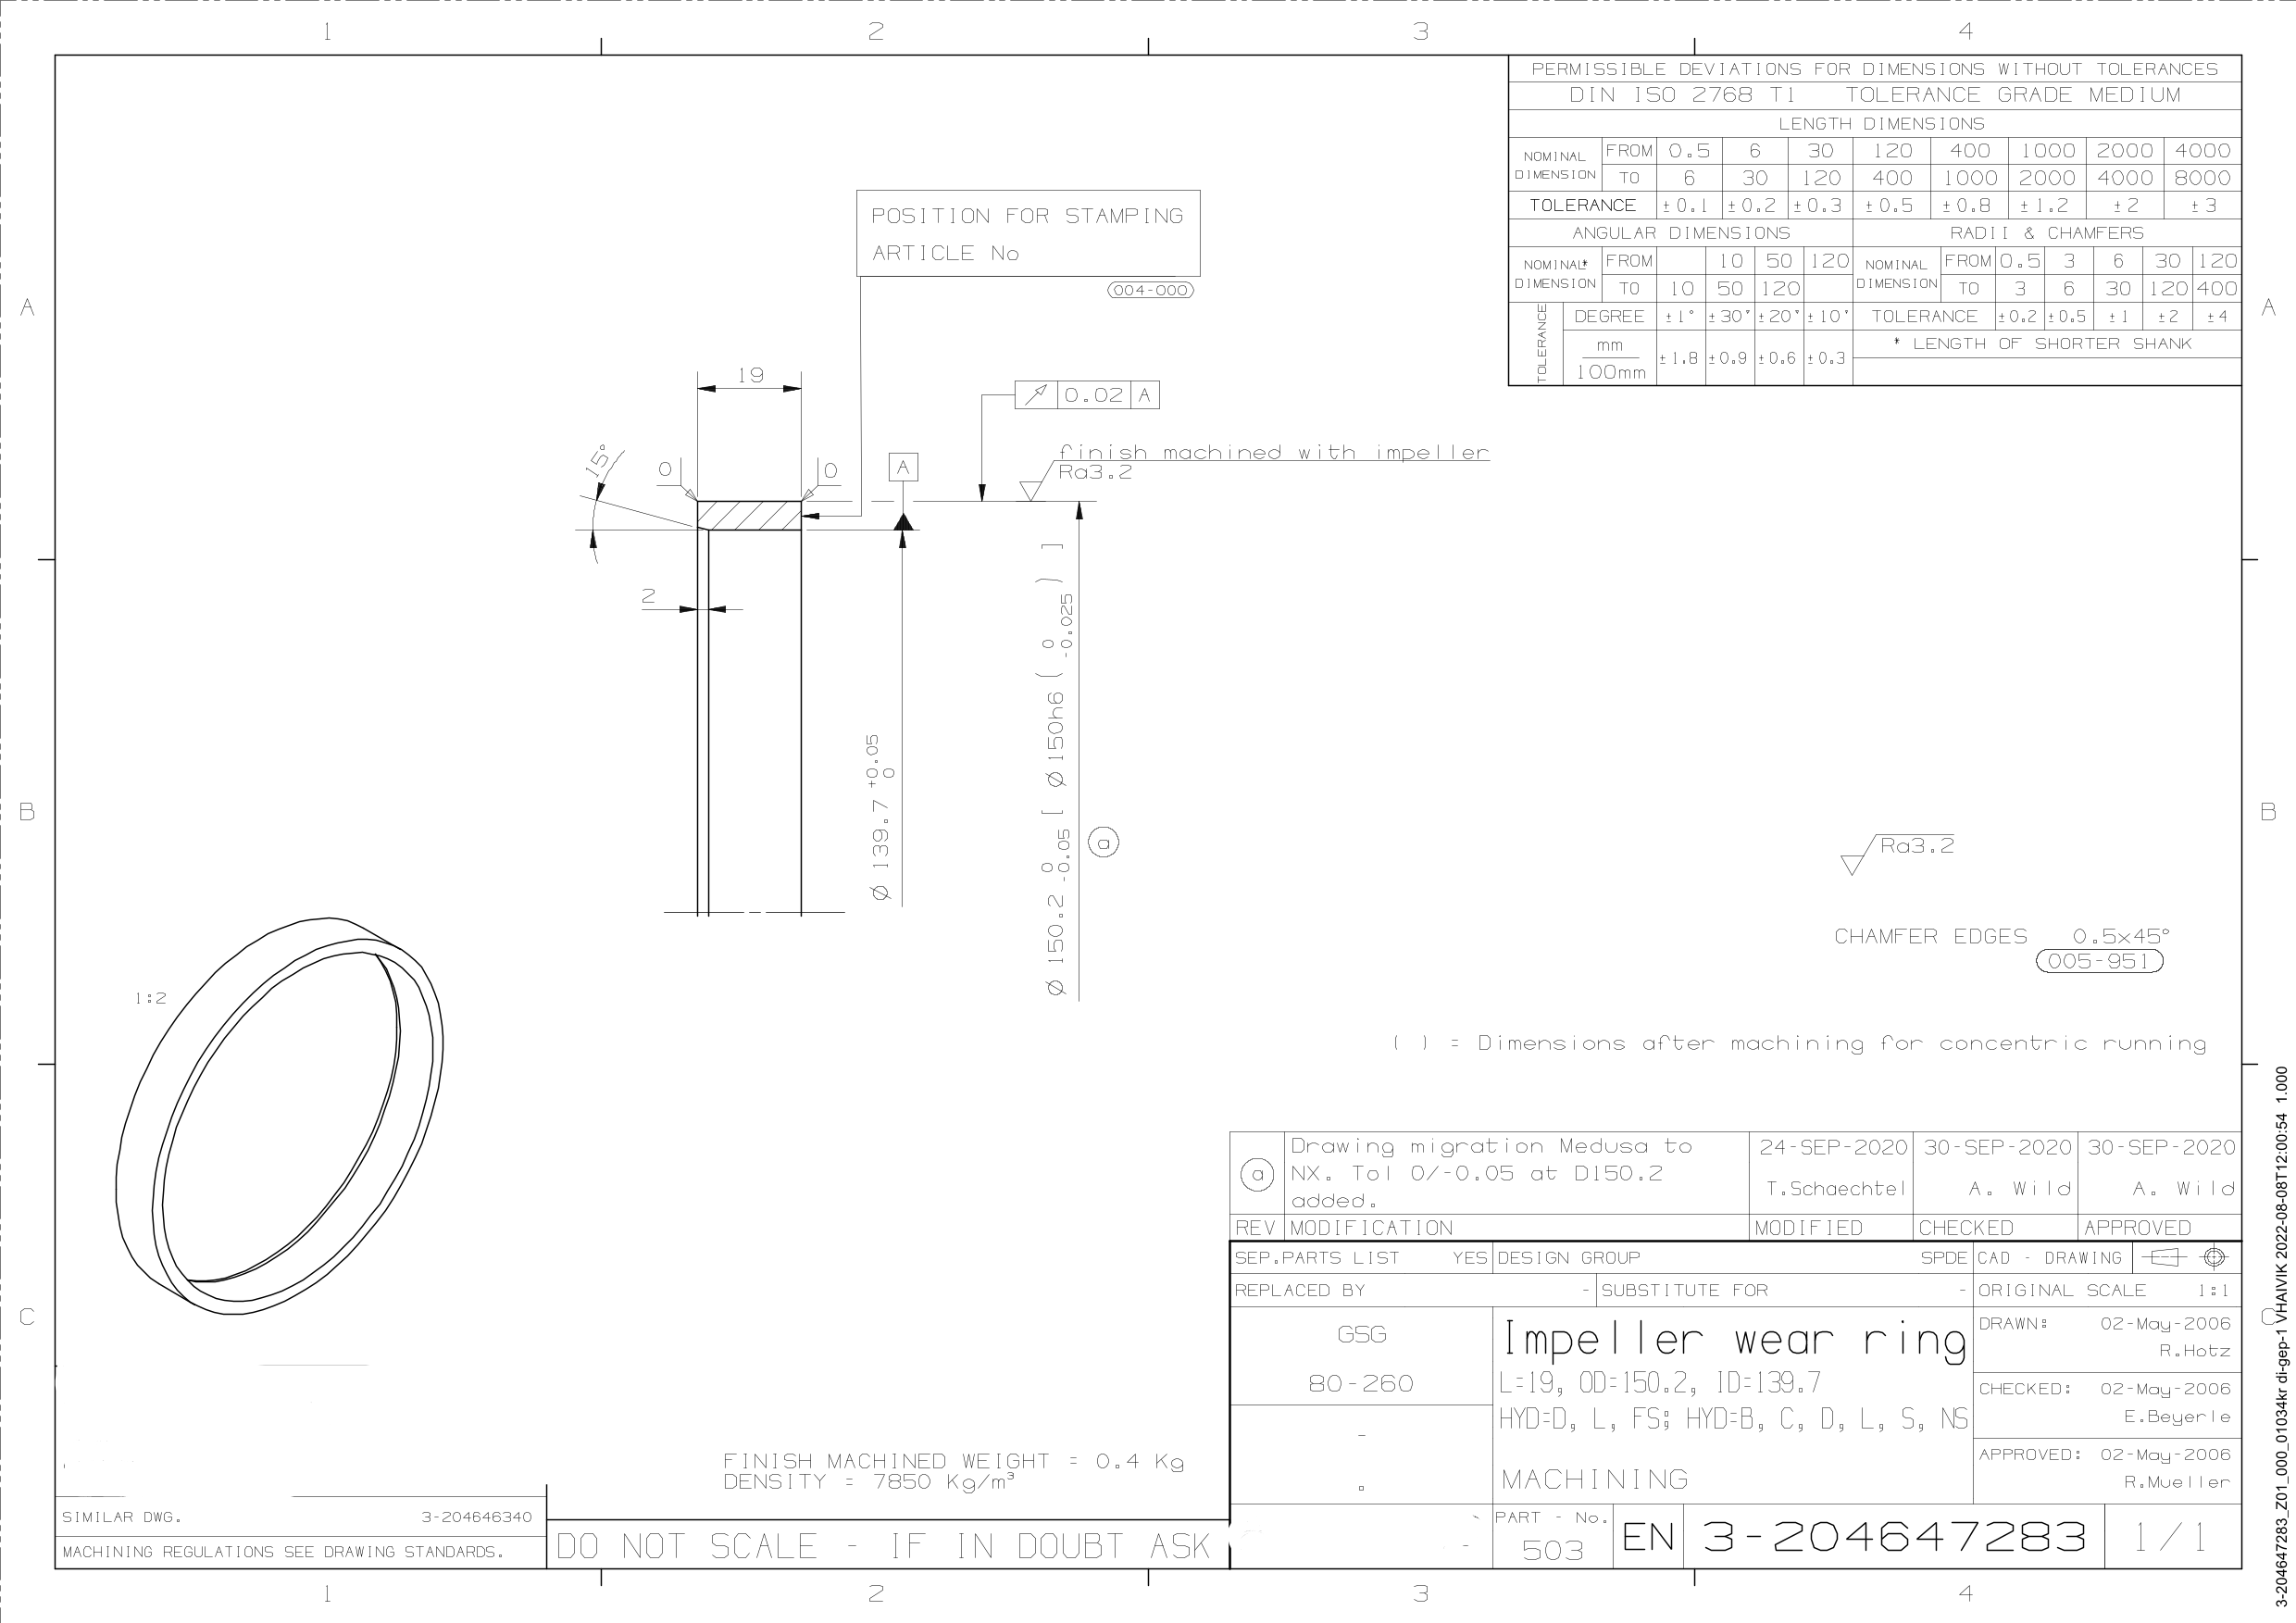 1 2 3 4
PERMISSIBLE DEVIATIONS FOR DIMENSIONS WITHOUT TOLERANCES
DIN ISO 2768 T1 TOLERANCE GRADE MEDIUM
LENGTH DIMENSIONS
NOMINAL DIMENSION FROM 0.5 6 30 120 400 1000 2000 4000
TO 6 30 120 400 1000 2000 4000 8000
TOLERANCE ±0.1 ±0.2 ±0.3 ±0.5 ±0.8 ±1.2 ±2 ±3
ANGULAR DIMENSIONS RADII & CHAMFERS
NOMINAL* DIMENSION FROM 10 50 120 NOMINAL DIMENSION FROM 0.5 3 6 30 120
TO 10 50 120 TO 3 6 30 120 400
TOLERANCE DEGREE ±1° ±30' ±20' ±10' TOLERANCE ±0.2 ±0.5 ±1 ±2 ±4
mm
100mm ±1.8 ±0.9 ±0.6 ±0.3
* LENGTH OF SHORTER SHANK
POSITION FOR STAMPING
ARTICLE No
004-000
A A
19
0.02 A
15°
0 0
A
finish machined with impeller
Ra3.2
2
Ø 139.7 +0.05 0
Ø 150.2 0 -0.05 [ Ø 150h6 ( 0 -0.025 ) ]
a
B B
Ra3.2
CHAMFER EDGES 0.5x45°
005-951
1:2
( ) = Dimensions after machining for concentric running
a
Drawing migration Medusa to
NX. Tol 0/-0.05 at D150.2
added.
24-SEP-2020 30-SEP-2020 30-SEP-2020
T.Schaechtel A. Wild A. Wild
REV MODIFICATION MODIFIED CHECKED APPROVED
SEP.PARTS LIST YES DESIGN GROUP SPDE CAD - DRAWING
REPLACED BY - SUBSTITUTE FOR - ORIGINAL SCALE 1:1
C C
GSG
80-260
-
Impeller wear ring
L=19, OD=150.2, ID=139.7
HYD=D, L, FS; HYD=B, C, D, L, S, NS
MACHINING
DRAWN: 02-May-2006
R.Hotz
CHECKED: 02-May-2006
E.Beyerle
APPROVED: 02-May-2006
R.Mueller
FINISH MACHINED WEIGHT = 0.4 Kg
DENSITY = 7850 Kg/m³
SIMILAR DWG. 3-204646340
MACHINING REGULATIONS SEE DRAWING STANDARDS.
DO NOT SCALE - IF IN DOUBT ASK
-
PART - No.
503
EN 3-204647283 1/1
1 2 3 4
3-204647283_Z01_000_01034kr di-gep-1 VHAIVIK 2022-08-08T12:00:54 1.000